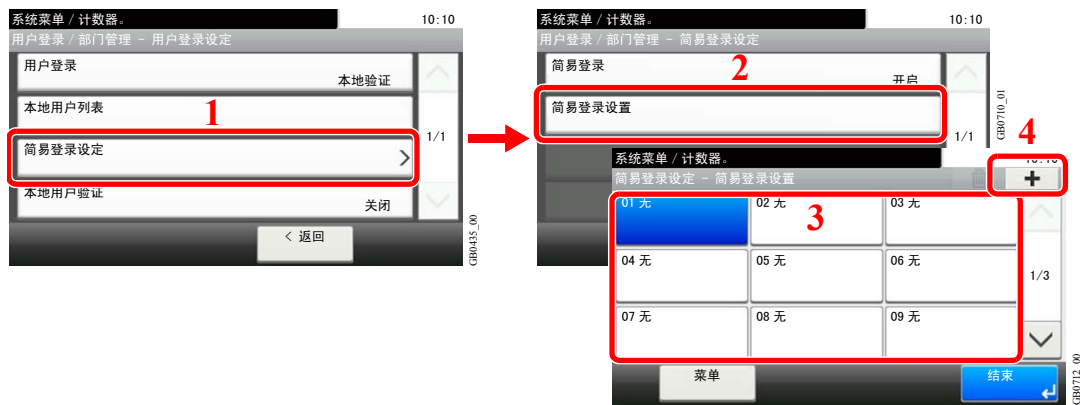 系统菜单 / 计数器。 10:10
用户登录 / 部门管理 - 用户登录设定
用户登录
本地验证
本地用户列表
1
1/1
简易登录设定
本地用户验证
关闭
< 返回
GB0435_00
系统菜单 / 计数器。 10:10
用户登录 / 部门管理 - 简易登录设定
简易登录
2
开启
简易登录设置
1/1
GB0710_01
4
系统菜单 / 计数器。 10:10
简易登录设定 - 简易登录设置
+
01 无 02 无 03 无
3
04 无 05 无 06 无
1/3
07 无 08 无 09 无
菜单 结束
GB0712_00